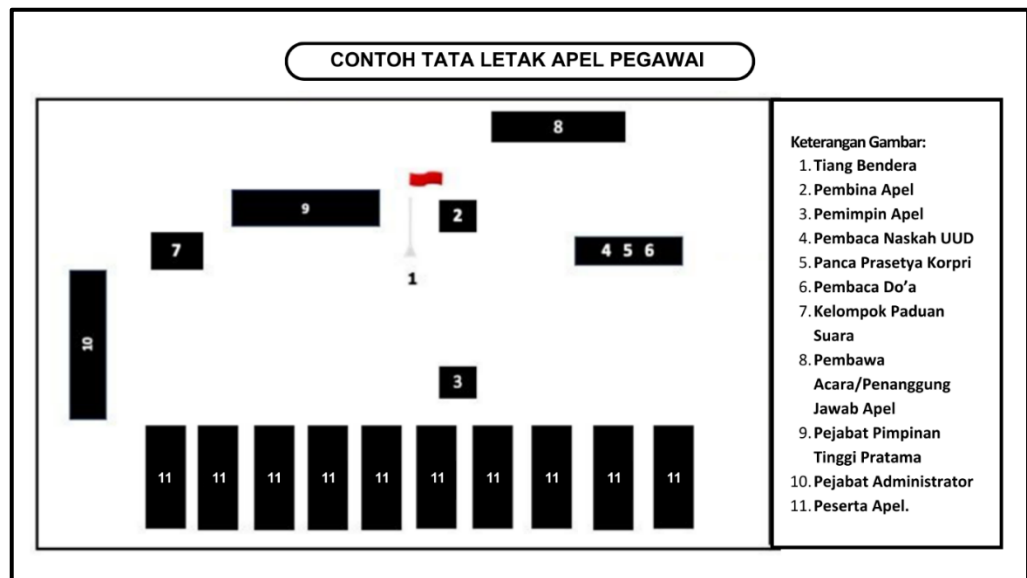 CONTOH TATA LETAK APEL PEGAWAI
8
9
2
7
4 5 6
1
10
3
11 11 11 11 11 11 11 11 11 11
Keterangan Gambar:
1. Tiang Bendera
2. Pembina Apel
3. Pemimpin Apel
4. Pembaca Naskah UUD
5. Panca Prasetya Korpri
6. Pembaca Do’a
7. Kelompok Paduan
Suara
8. Pembawa
Acara/Penanggung
Jawab Apel
9. Pejabat Pimpinan
Tinggi Pratama
10. Pejabat Administrator
11. Peserta Apel.